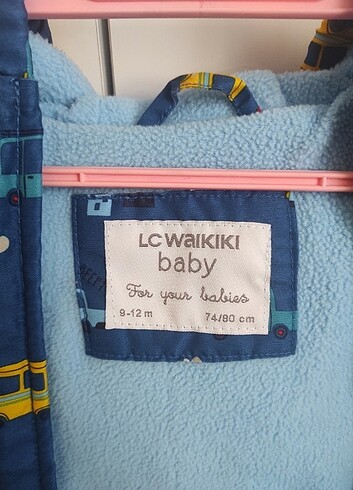 LC WAIKIKI
baby
For your babies
9-12 m 74/80 cm